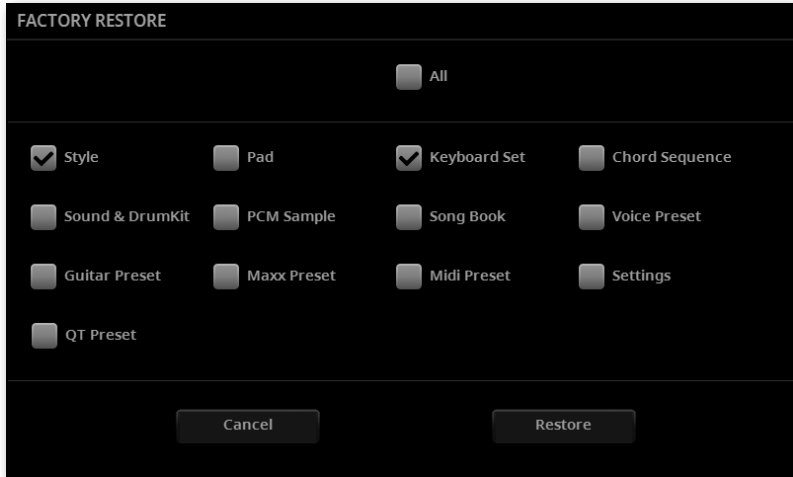 FACTORY RESTORE
All
Style Pad Keyboard Set Chord Sequence
Sound & DrumKit PCM Sample Song Book Voice Preset
Guitar Preset Maxx Preset Midi Preset Settings
QT Preset
Cancel Restore